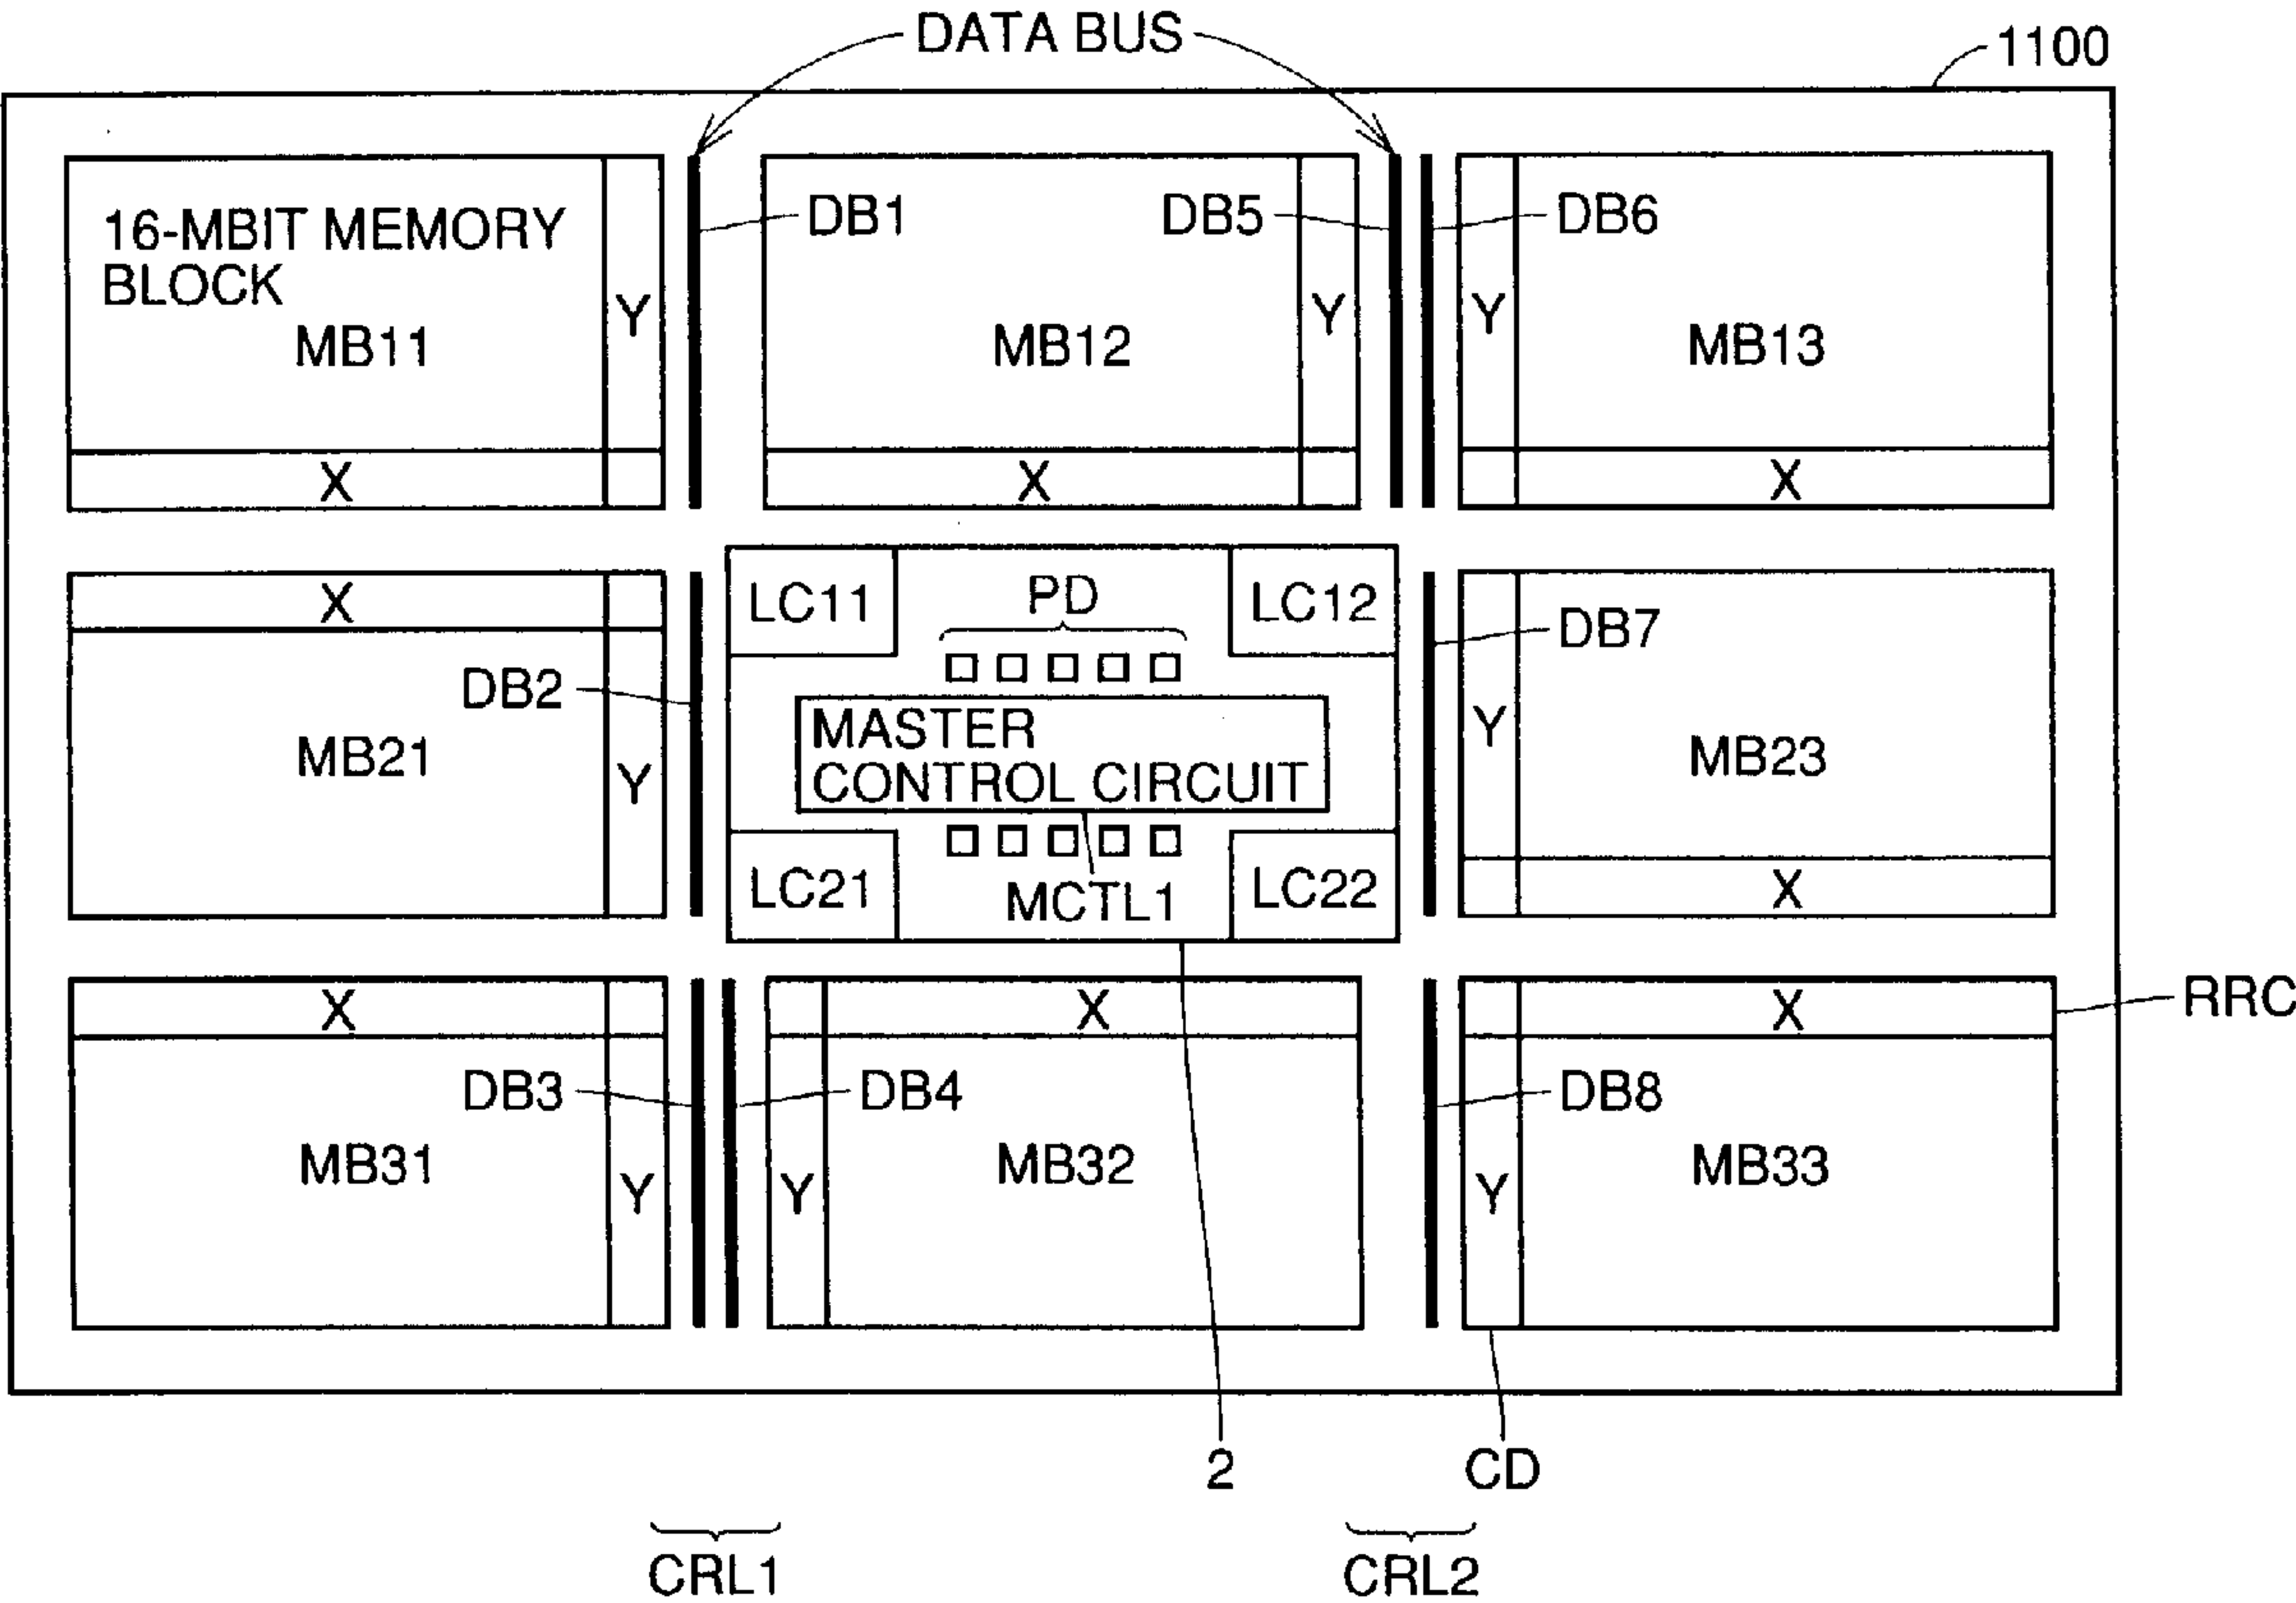 DATA BUS
1100
16-MBIT MEMORY
BLOCK
MB11
Y
X
DB1
MB12
Y
X
DB5
DB6
Y
MB13
X
X
MB21
Y
DB2
LC11
PD
LC12
MASTER
CONTROL CIRCUIT
LC21
MCTL1
LC22
DB7
Y
MB23
X
X
MB31
Y
DB3
DB4
X
Y
MB32
DB8
X
Y
MB33
RRC
2
CD
CRL1
CRL2